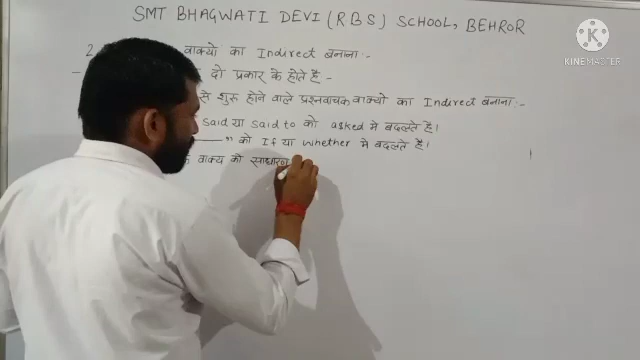 SMT BHAGWATI DEVI (RBS) SCHOOL, BEHROR
2. वाक्यो का Indirect बनाना :-
- दो प्रकार के होते है -
से शुरू होने वाले प्रश्नवाचक वाक्यो का Indirect बनाना :-
said या said to को asked मे बदलते है।
" को If या whether मे बदलते है।
वाक्य को साधारण
KINEMASTER